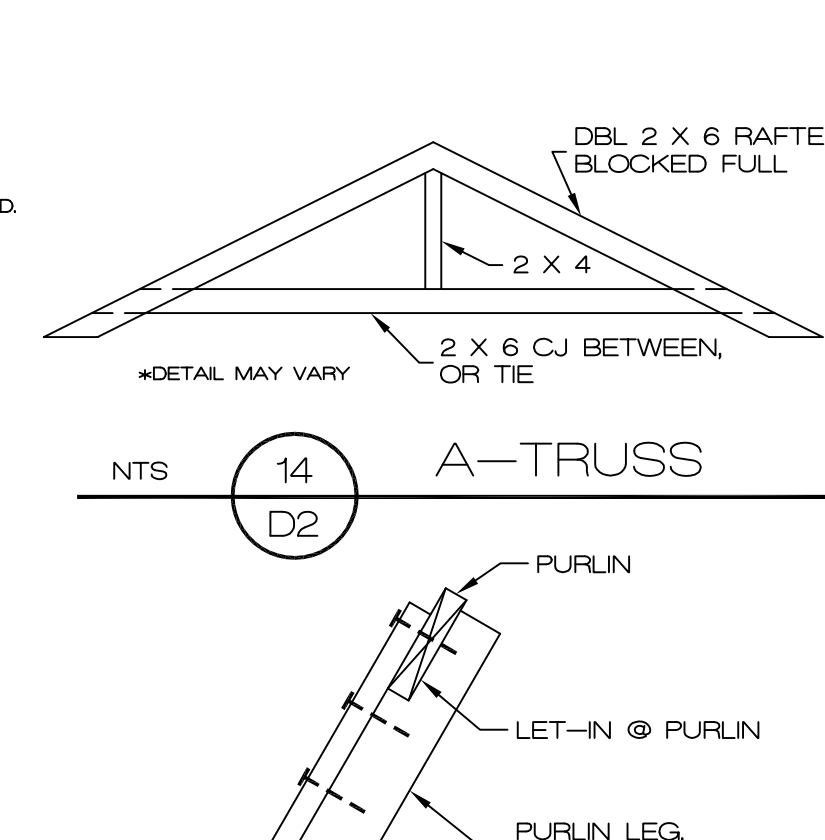 DBL 2 X 6 RAFTE
BLOCKED FULL
D.
2 X 4
2 X 6 CJ BETWEEN,
OR TIE
*DETAIL MAY VARY
NTS
14
D2
A-TRUSS
PURLIN
LET-IN @ PURLIN
PURLIN LEG.